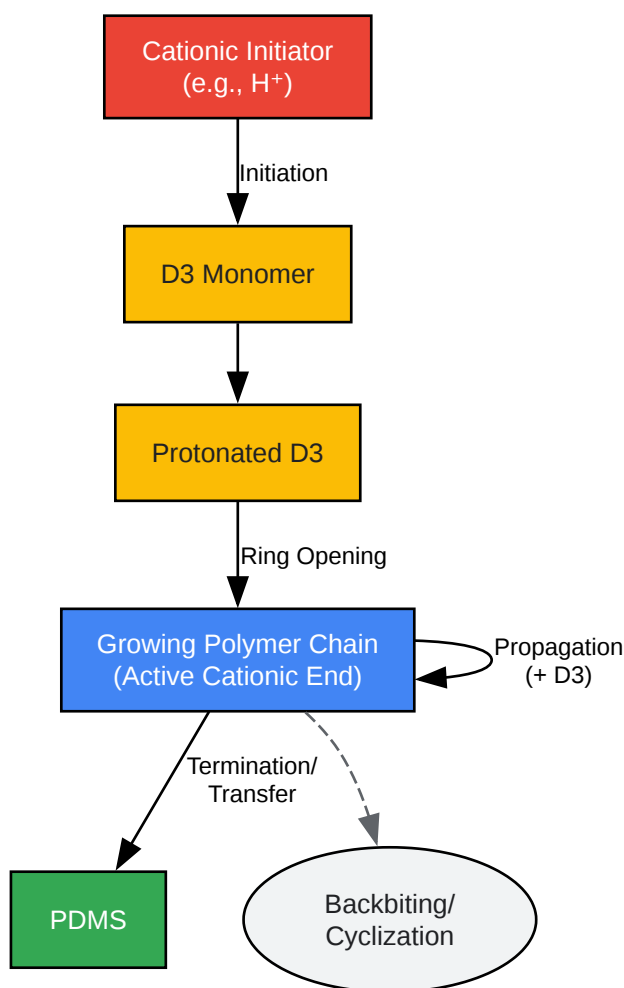 Cationic Initiator
(e.g., H⁺)
Initiation
D3 Monomer
Protonated D3
Ring Opening
Growing Polymer Chain
(Active Cationic End)
Propagation
(+ D3)
Termination/
Transfer
PDMS
Backbiting/
Cyclization